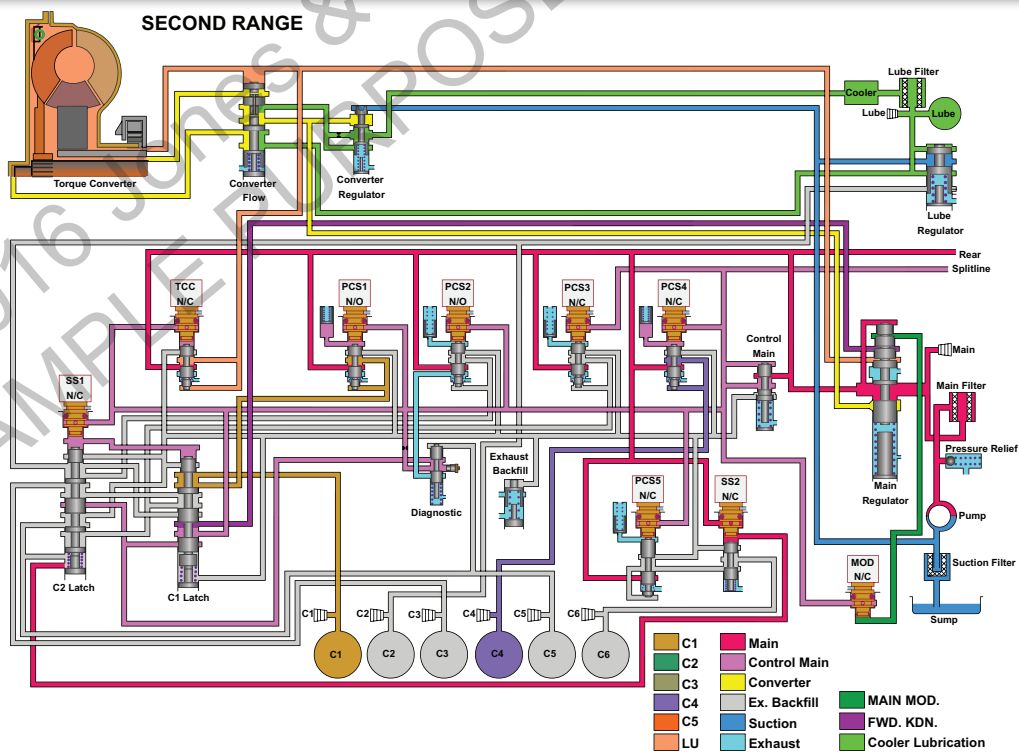 SECOND RANGE
016 Jones &
SAMPLE PURPOSE
Torque Converter
Converter
Flow
Converter
Regulator
Cooler
Lube Filter
Lube
Lube
Lube
Regulator
Rear
Splitline
TCC
N/C
PCS1
N/O
PCS2
N/O
PCS3
N/C
PCS4
N/C
Control
Main
Main
Main Filter
Pressure Relief
Main
Regulator
Pump
Suction Filter
Sump
SS1
N/C
C2 Latch
C1 Latch
Diagnostic
Exhaust
Backfill
PCS5
N/C
SS2
N/C
MOD
N/C
C1
C2
C3
C4
C5
C6
C1
C2
C3
C4
C5
C6
C1
C2
C3
C4
C5
LU
Main
Control Main
Converter
Ex. Backfill
Suction
Exhaust
MAIN MOD.
FWD. KDN.
Cooler Lubrication